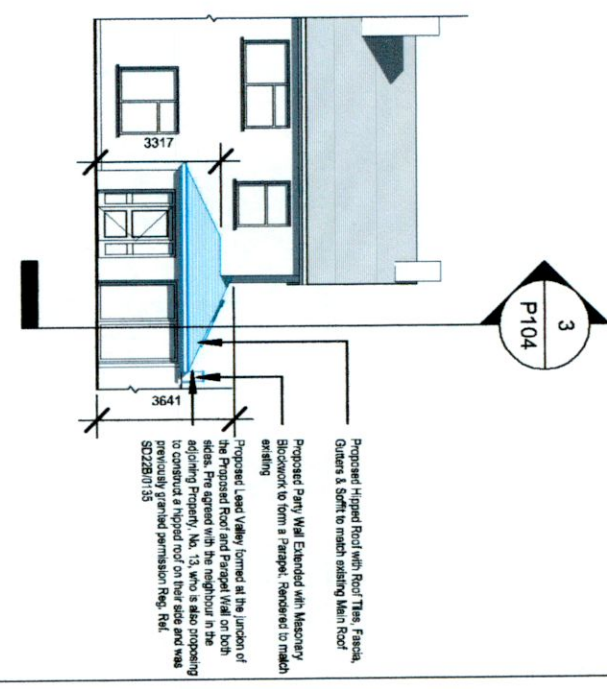 3
P104
3317
3641
Proposed Hipped Roof with Roof Tiles, Fascia,
Gutters & Soffit to match existing Main Roof
Proposed Party Wall Extended with Masonary
Blockwork to form a Parapet. Rendered to match
existing
Proposed Lead Valley formed at the juncion of
the Proposed Roof and Parapet Wall on both
sides. Pre agreed with the neighbour in the
adjoining Property, No. 13, who is also proposing
to construct a hipped roof on their side and was
previously granted permission Reg. Ref.
SD22B/0135